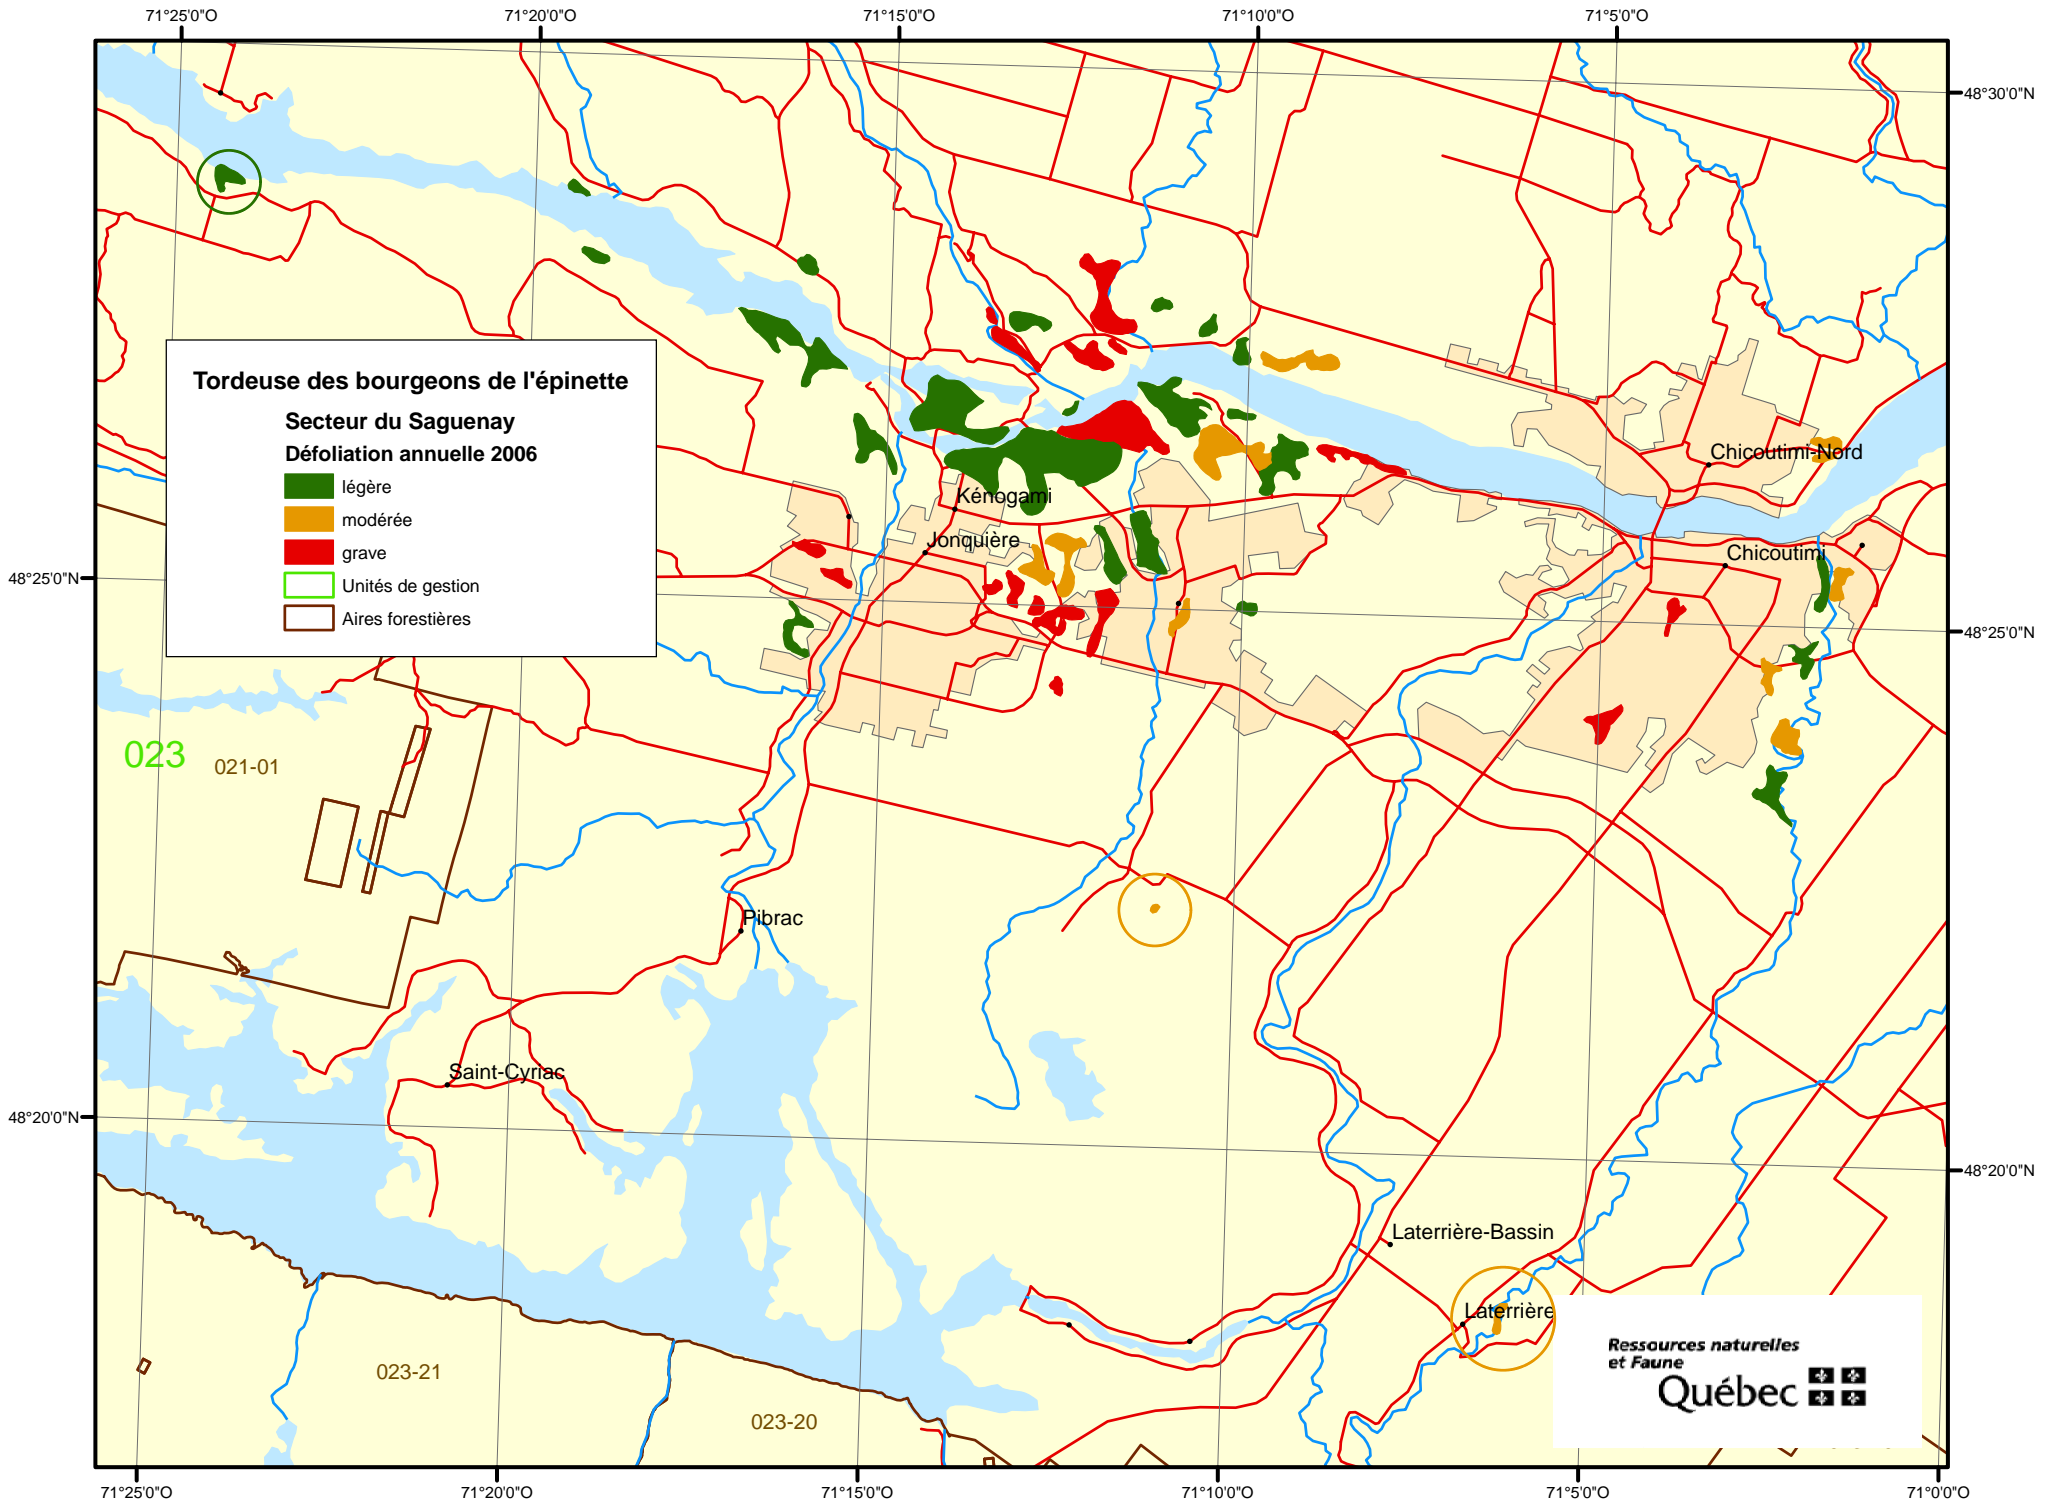 71°25'0"O
71°20'0"O
71°15'0"O
71°10'0"O
71°5'0"O
48°30'0"N
Tordeuse des bourgeons de l'épinette
Secteur du Saguenay
Défoliation annuelle 2006
légère
modérée
grave
Unités de gestion
Aires forestières
Chicoutimi-Nord
Kénogami
Jonquière
Chicoutimi
48°25'0"N
48°25'0"N
023
021-01
Pibrac
Saint-Cyriac
48°20'0"N
48°20'0"N
Laterrière-Bassin
Laterrière
023-21
023-20
Ressources naturelles
et Faune
Québec
71°25'0"O
71°20'0"O
71°15'0"O
71°10'0"O
71°5'0"O
71°0'0"O